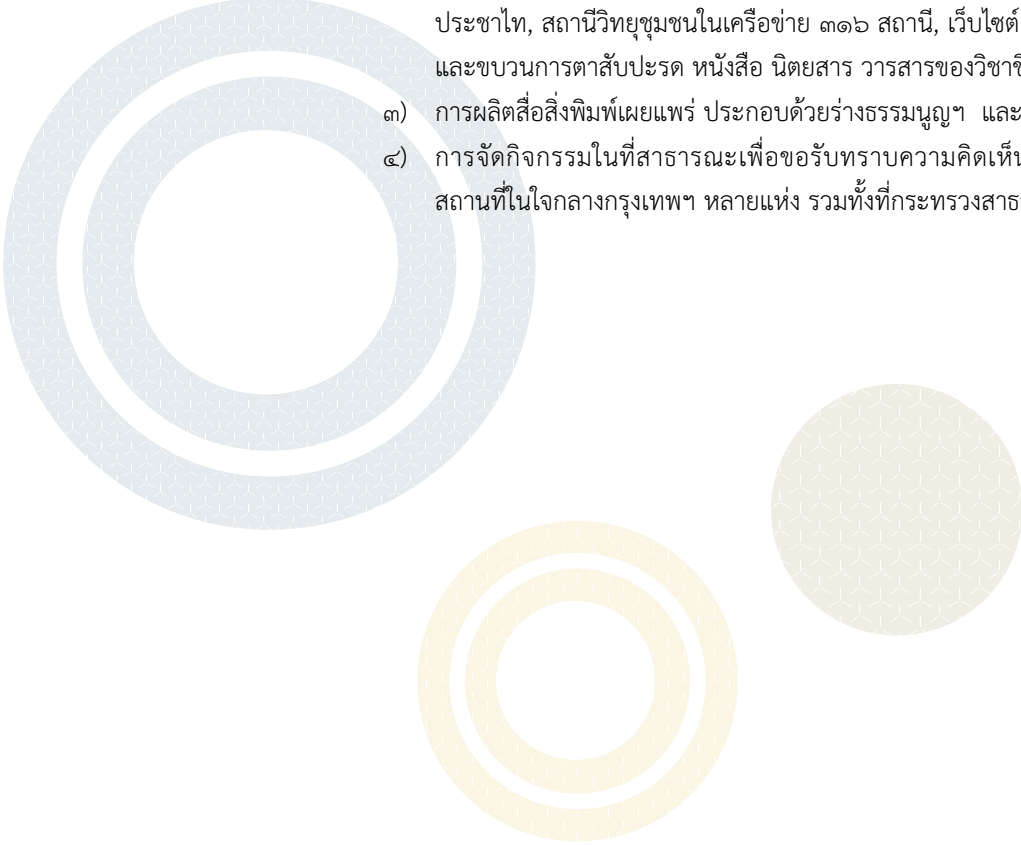 ประชาไท, สถานีวิทยุชุมชนในเครือข่าย ๓๑๖ สถานี, เว็บไซต์
และขบวนการตาสับปะรด หนังสือ นิตยสาร วารสารของวิชาชี
๓) การผลิตสื่อสิ่งพิมพ์เผยแพร่ ประกอบด้วยร่างธรรมนูญฯ และ
๔) การจัดกิจกรรมในที่สาธารณะเพื่อขอรับทราบความคิดเห็น
สถานที่ในใจกลางกรุงเทพฯ หลายแห่ง รวมทั้งที่กระทรวงสาธ